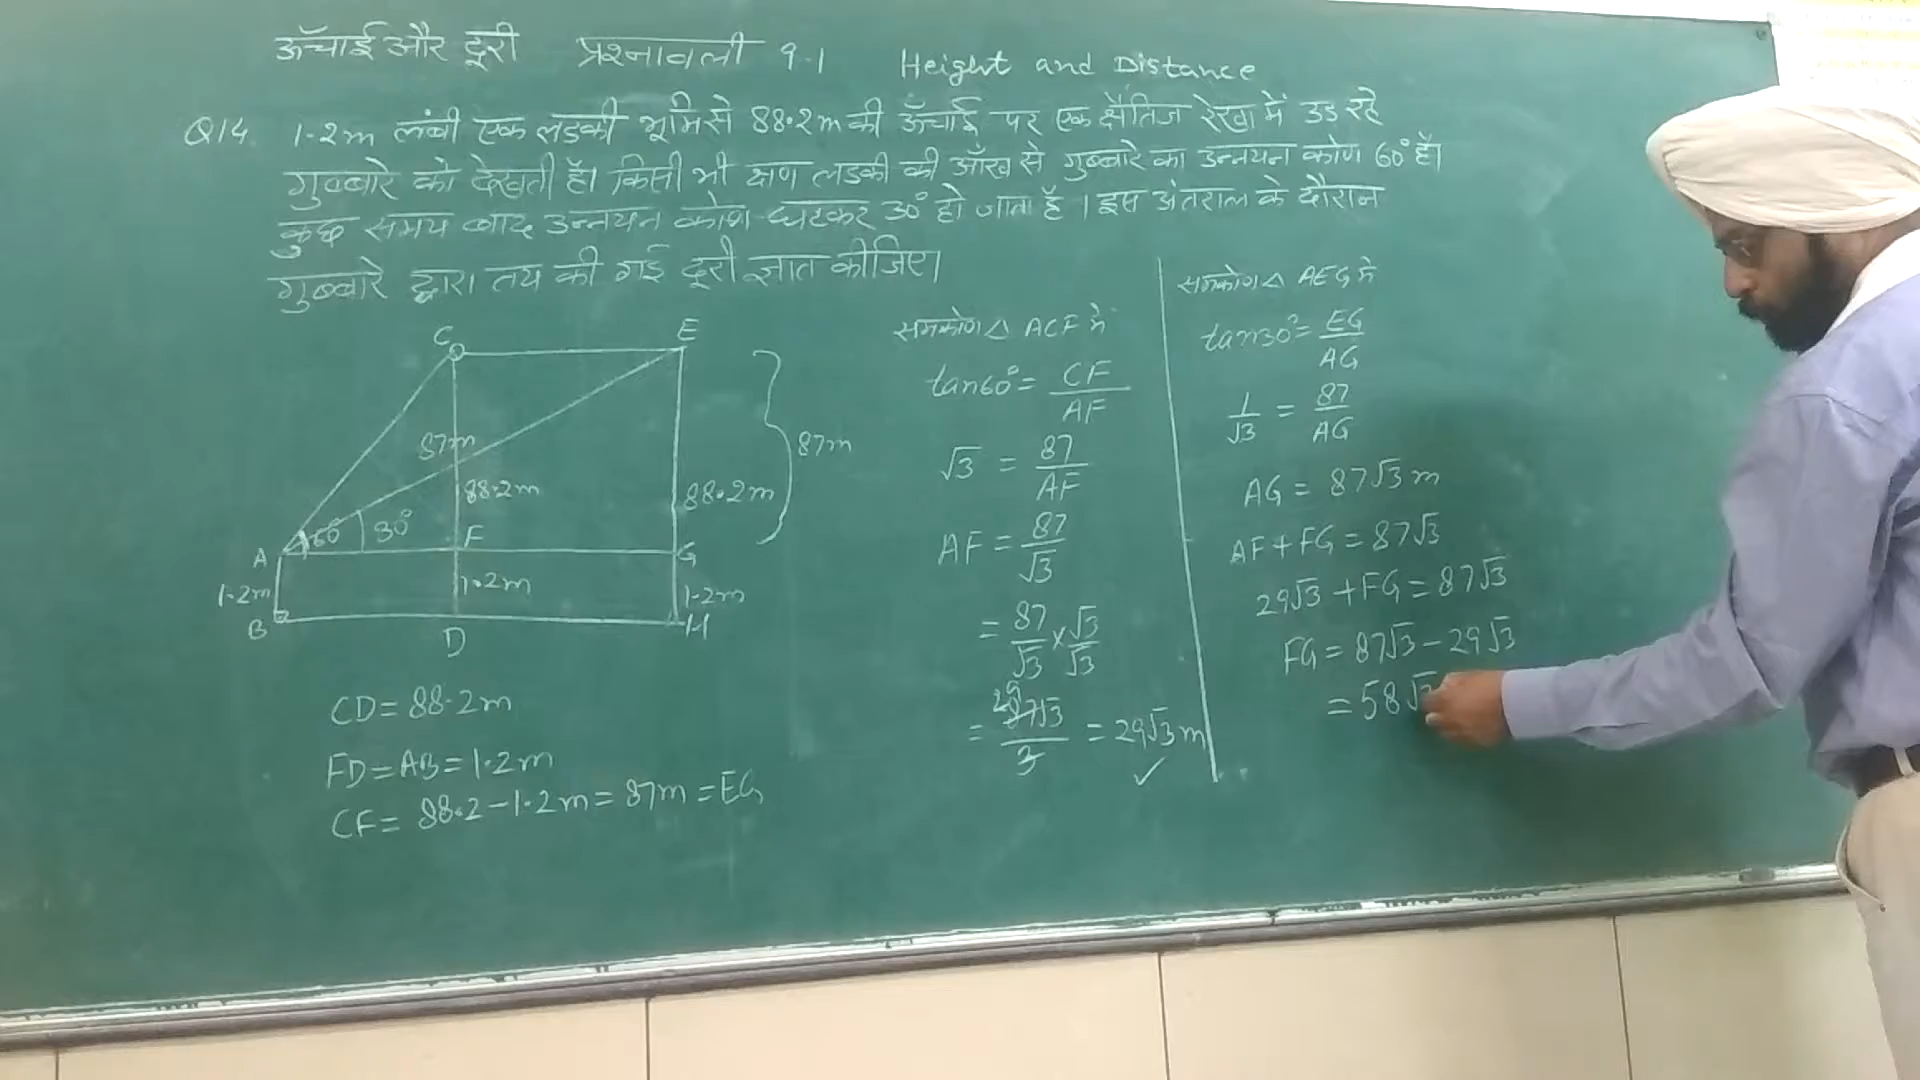 ऊँचाई और दूरी प्रश्नावली 9.1 Height and Distance
Q14. 1.2m लंबी एक लड़की भूमि से 88.2m की ऊँचाई पर एक क्षैतिज रेखा में उड़ रहे
गुब्बारे को देखती है। किसी भी क्षण लड़की की आँख से गुब्बारे का उन्नयन कोण 60° है।
कुछ समय बाद उन्नयन कोण घटकर 30° हो जाता है। इस अंतराल के दौरान
गुब्बारे द्वारा तय की गई दूरी ज्ञात कीजिए।
C E
87m
87m
88.2m 88.2m
A 60° 30° F G
1.2m 1.2m 1.2m
B D H
CD = 88.2m
FD = AB = 1.2m
CF = 88.2 - 1.2m = 87m = EG
समकोण △ ACF में
tan60° = CF/AF
√3 = 87/AF
AF = 87/√3
= 87/√3 × √3/√3
= 29 87√3/3 = 29√3 m
✓
समकोण △ AEG में
tan30° = EG/AG
1/√3 = 87/AG
AG = 87√3 m
AF + FG = 87√3
29√3 + FG = 87√3
FG = 87√3 - 29√3
= 58√3